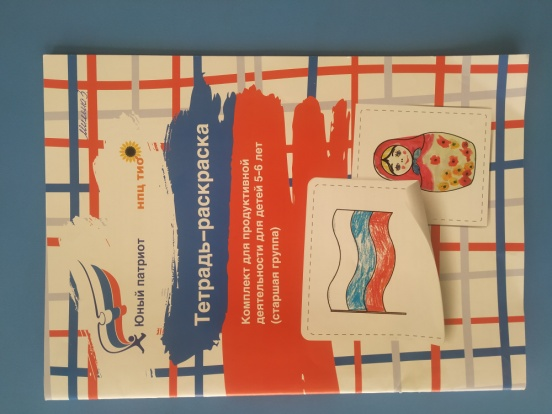 Юный патриот
нпц тио
Тетрадь–раскраска
Комплект для продуктивной
деятельности для детей 5–6 лет
(старшая группа)